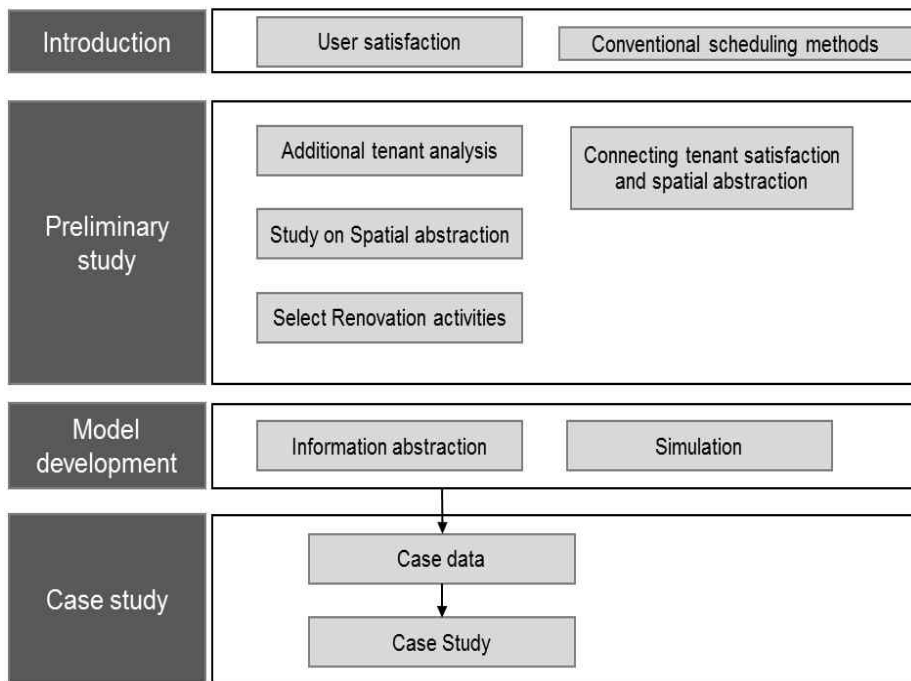 Introduction
User satisfaction
Conventional scheduling methods
Preliminary
study
Additional tenant analysis
Connecting tenant satisfaction
and spatial abstraction
Study on Spatial abstraction
Select Renovation activities
Model
development
Information abstraction
Simulation
Case study
Case data
Case Study